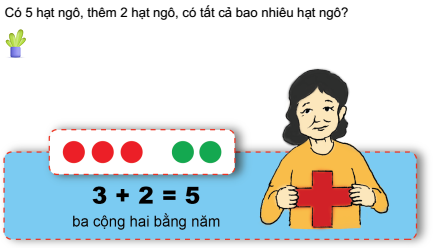 Có 5 hạt ngô, thêm 2 hạt ngô, có tất cả bao nhiêu hạt ngô?
3 + 2 = 5
ba cộng hai bằng năm